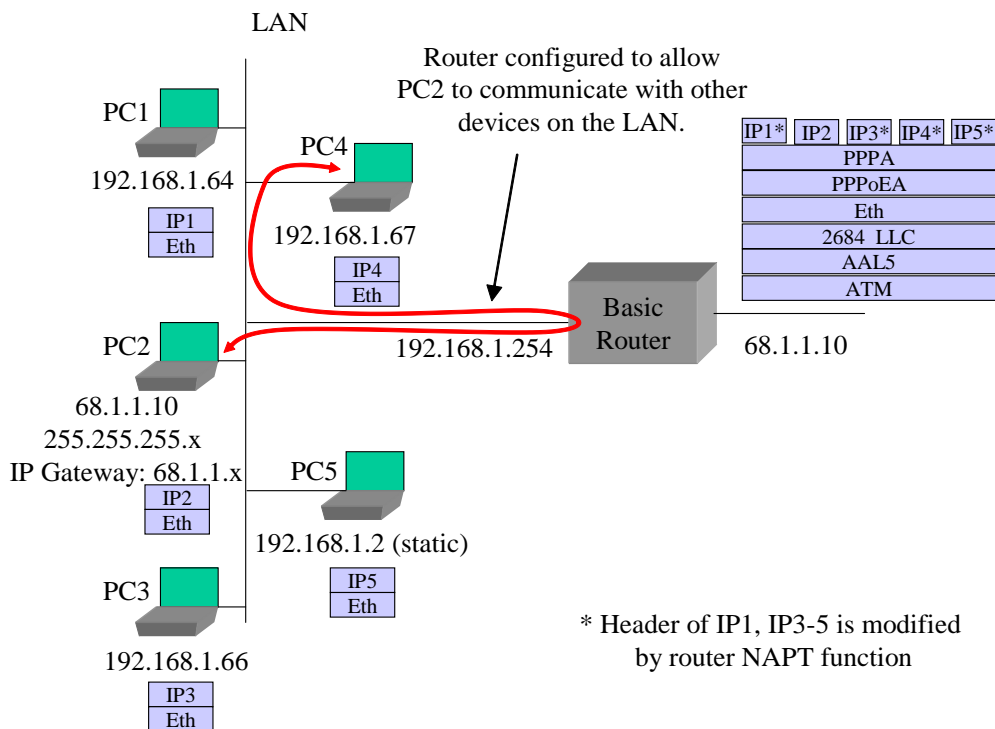 LAN
Router configured to allow
PC2 to communicate with other
devices on the LAN.
PC1
192.168.1.64
IP1
Eth
PC4
192.168.1.67
IP4
Eth
IP1* IP2 IP3* IP4* IP5*
PPPA
PPPoEA
Eth
2684 LLC
AAL5
ATM
Basic
Router
192.168.1.254
68.1.1.10
PC2
68.1.1.10
255.255.255.x
IP Gateway: 68.1.1.x
IP2
Eth
PC5
192.168.1.2 (static)
IP5
Eth
PC3
192.168.1.66
IP3
Eth
* Header of IP1, IP3-5 is modified
by router NAPT function